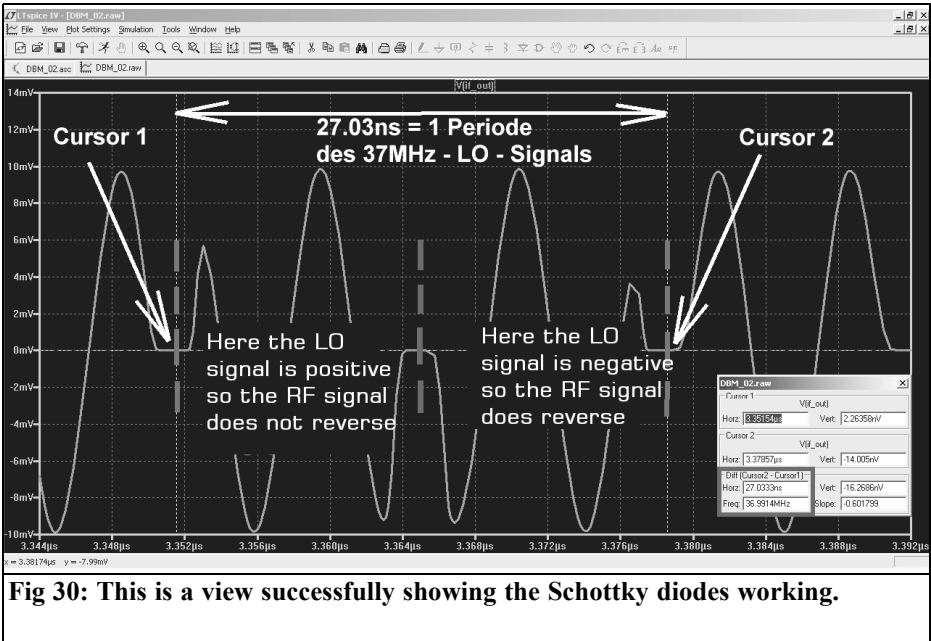 LTspice IV - [DBM_02.raw]
File View Plot Settings Simulation Tools Window Help
DBM_02.asc DBM_02.raw
V(if_out)
14mV
12mV
10mV
8mV
6mV
4mV
2mV
0mV
-2mV
-4mV
-6mV
-8mV
-10mV
Cursor 1
27.03ns = 1 Periode
des 37MHz - LO - Signals
Cursor 2
Here the LO
signal is positive
so the RF signal
does not reverse
Here the LO
signal is negative
so the RF signal
does reverse
DBM_02.raw
Cursor 1
V(if_out)
Horz: 3.35154µs Vert: 2.26358nV
Cursor 2
V(if_out)
Horz: 3.37857µs Vert: -14.005nV
Diff (Cursor2 - Cursor1)
Horz: 27.0333ns Vert: -16.2686nV
Freq: 36.9914MHz Slope: -0.601799
3.344µs 3.348µs 3.352µs 3.356µs 3.360µs 3.364µs 3.368µs 3.372µs 3.376µs 3.380µs 3.384µs 3.388µs 3.392µs
x = 3.38174µs y = -7.99mV
Fig 30: This is a view successfully showing the Schottky diodes working.